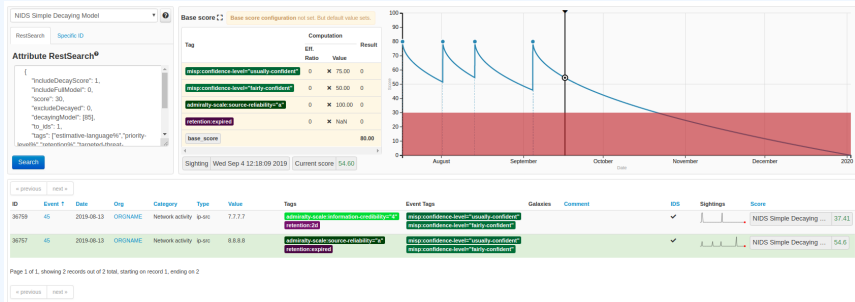 NIDS Simple Decaying Model
RestSearch Specific ID
Attribute RestSearch
{
"includeDecayScore": 1,
"includeFullModel": 0,
"score": 30,
"excludeDecayed": 0,
"decayingModel": [85],
"to_ids": 1,
"tags": ["estimative-language%","priority-
level%","retention%","targeted-threat-
Search
Base score Base score configuration not set. But default value sets.
Tag Computation Result
Eff. Ratio Value
misp:confidence-level="usually-confident" 0 × 75.00 0
misp:confidence-level="fairly-confident" 0 × 50.00 0
admiralty-scale:source-reliability="a" 0 × 100.00 0
retention:expired 0 × NaN 0
base_score 80.00
Sighting Wed Sep 4 12:18:09 2019 Current score 54.60
100
90
80
70
60
50
40
30
20
10
0
Score
August September October November December 2020
Date
« previous next »
ID Event ↑ Date Org Category Type Value Tags Event Tags Galaxies Comment IDS Sightings Score
36759 45 2019-08-13 ORGNAME Network activity ip-src 7.7.7.7 admiralty-scale:information-credibility="4" misp:confidence-level="usually-confident" NIDS Simple Decaying ... 37.41
retention:2d misp:confidence-level="fairly-confident"
36757 45 2019-08-13 ORGNAME Network activity ip-src 8.8.8.8 admiralty-scale:source-reliability="a" misp:confidence-level="usually-confident" NIDS Simple Decaying ... 54.6
retention:expired misp:confidence-level="fairly-confident"
Page 1 of 1, showing 2 records out of 2 total, starting on record 1, ending on 2
« previous next »